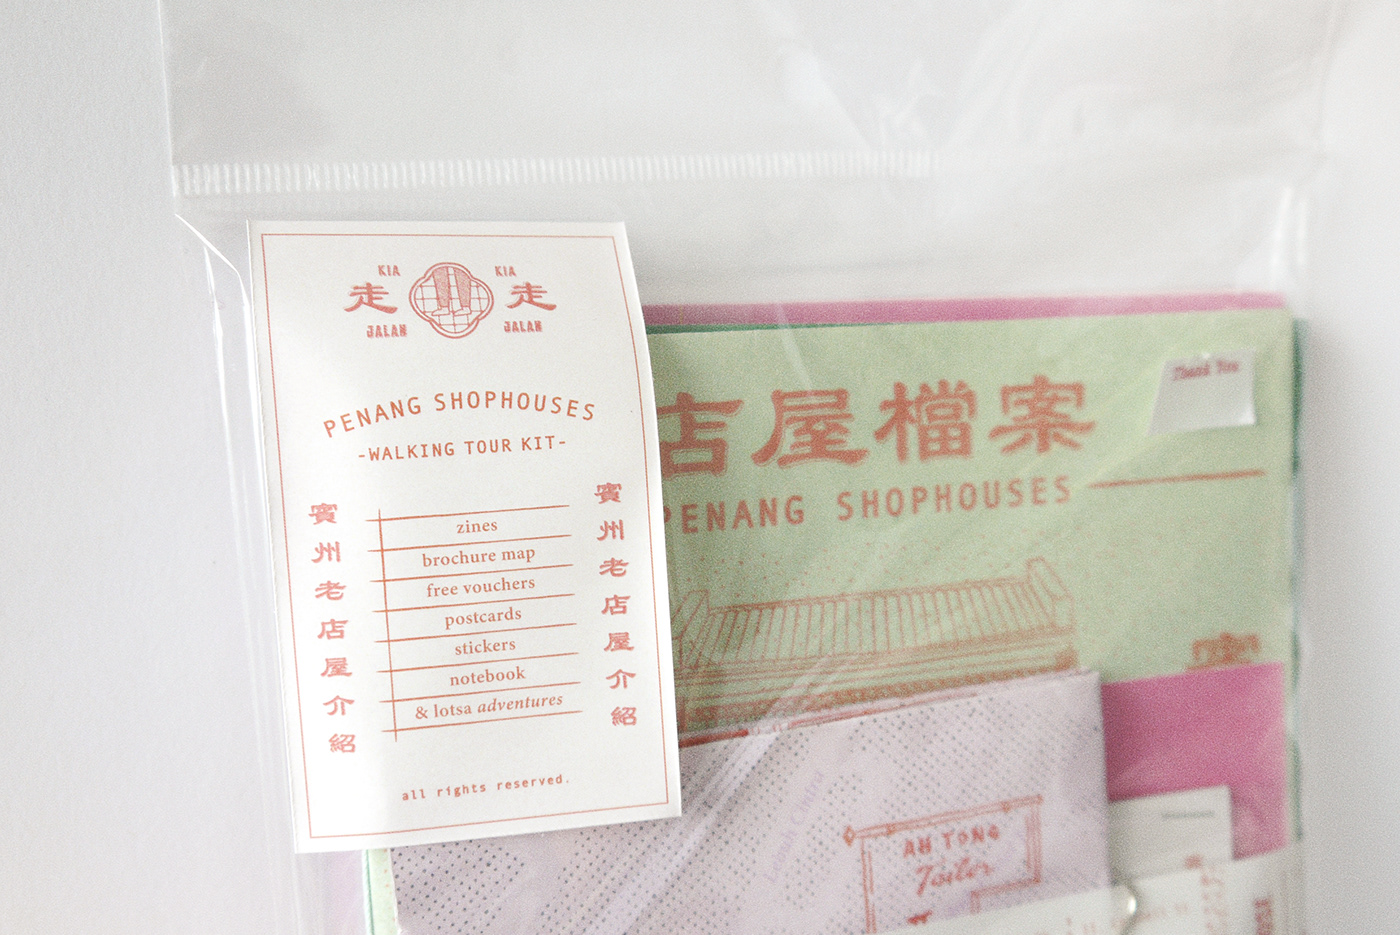 KIA KIA
走 走
JALAN JALAN
PENANG SHOPHOUSES
-WALKING TOUR KIT-
賓州老店屋介紹
賓州老店屋介紹
zines
brochure map
free vouchers
postcards
stickers
notebook
& lotsa adventures
all rights reserved.
古屋檔案
PENANG SHOPHOUSES
Thank You
AH TONG
Tailor